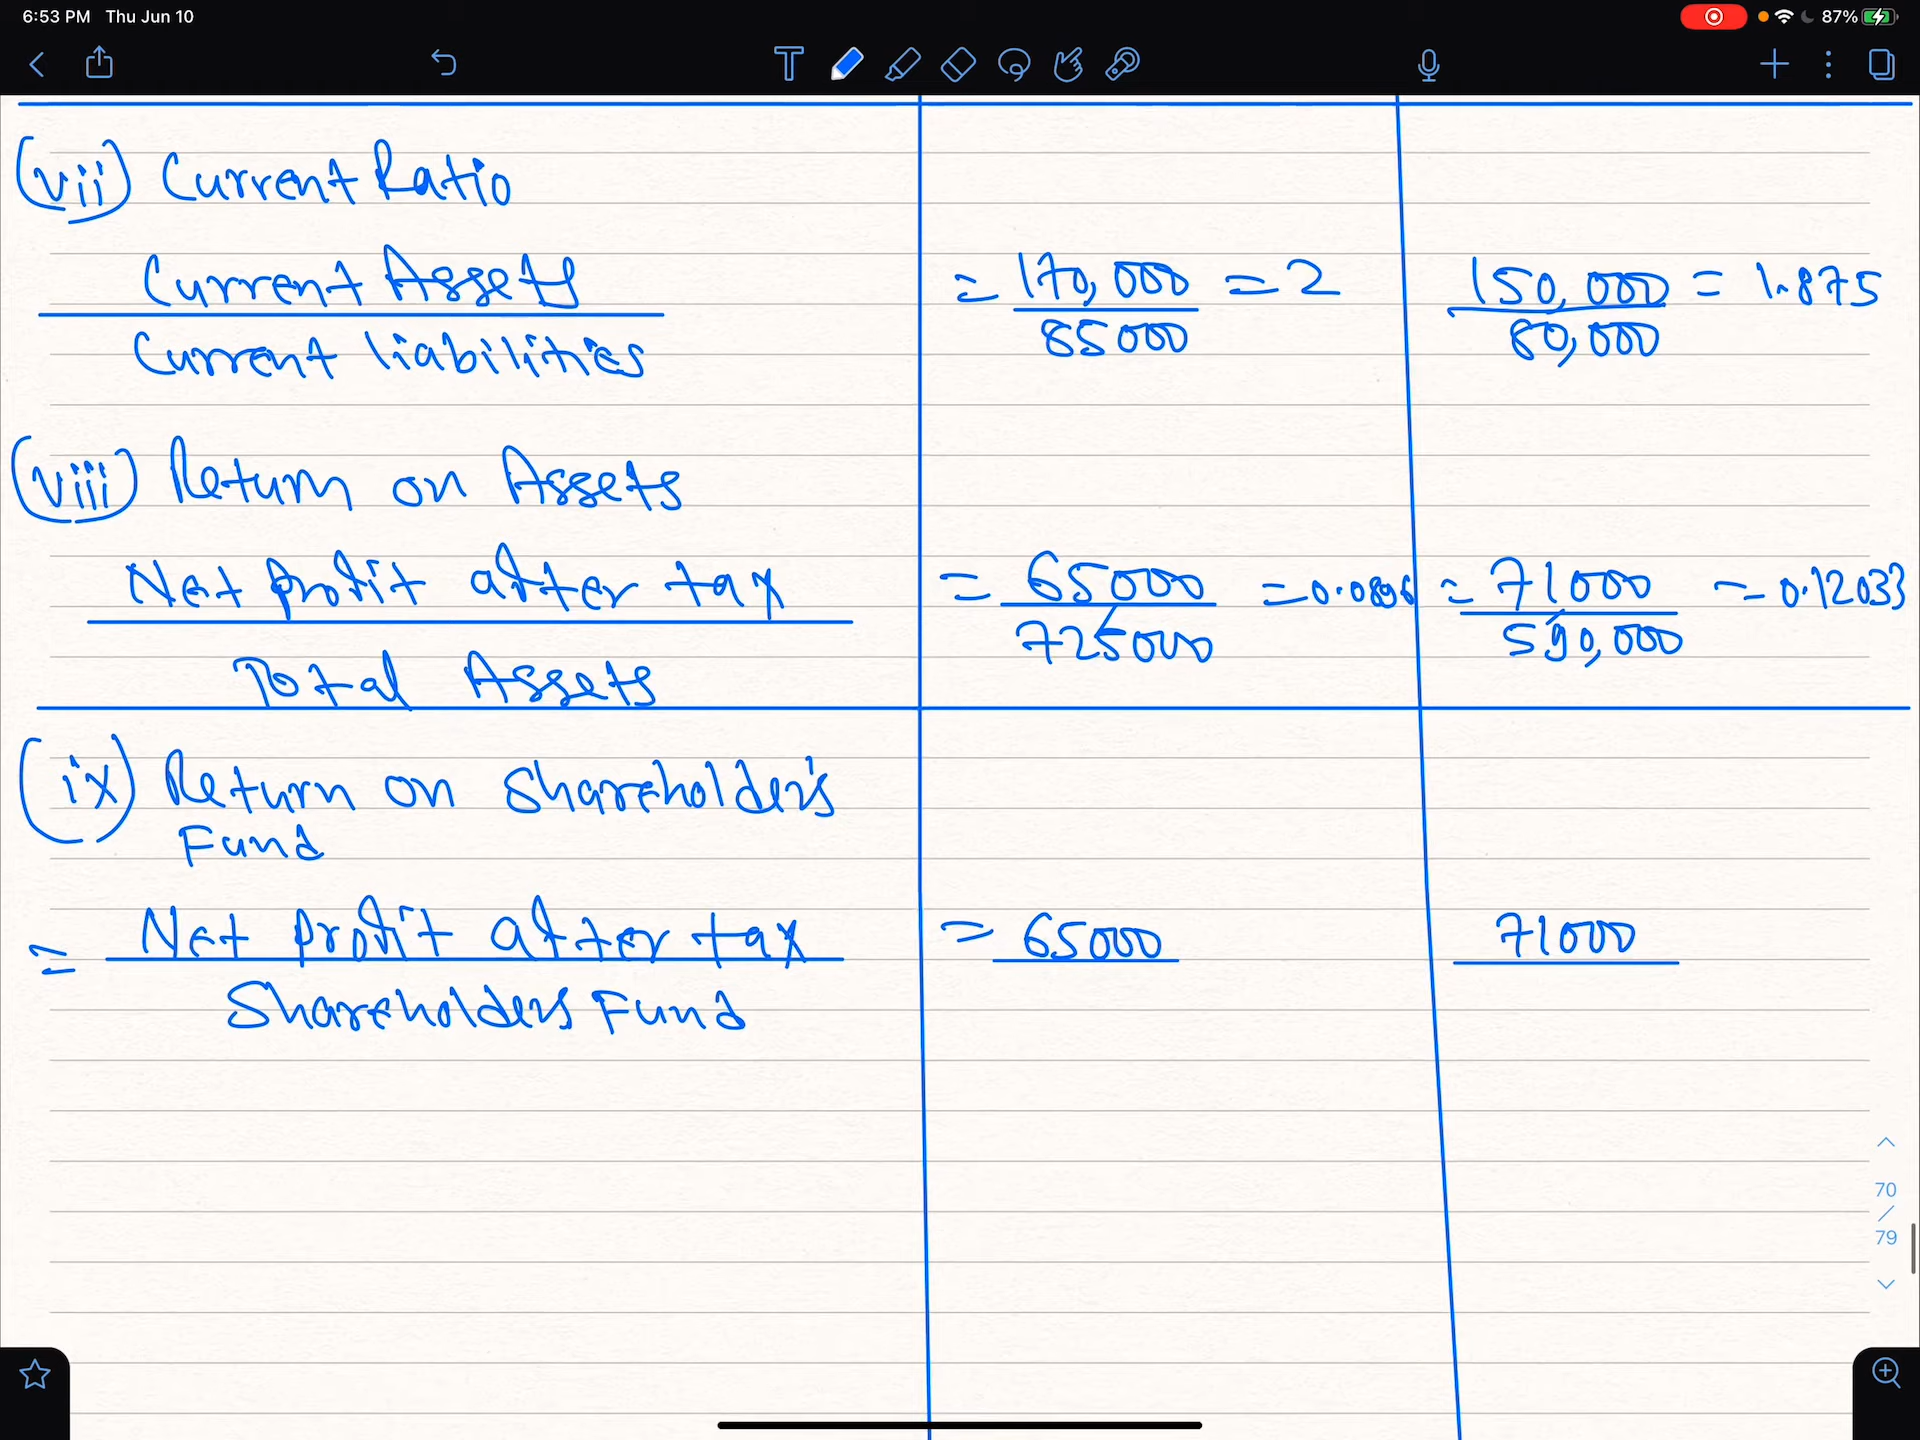 6:53 PM Thu Jun 10
87%
(vii) Current Ratio
Current Assets = 170,000 = 2 150,000 = 1.875
Current liabilities 85000 80,000
(viii) Return on Assets
Net profit after tax = 65000 = 0.0896 = 71000 = 0.12033
Total Assets 725000 590,000
(ix) Return on Shareholder's
Fund
= Net profit after tax = 65000 71000
Shareholders Fund
70
/
79